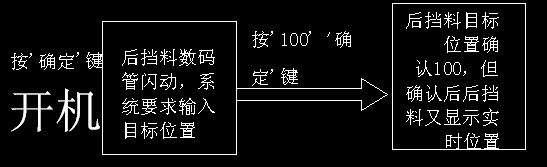 按'确定'键
开机
后挡料数码
管闪动，系
统要求输入
目标位置
按'100' '确
定'键
后挡料目标
位置确
认100，但
确认后后挡
料又显示实
时位置